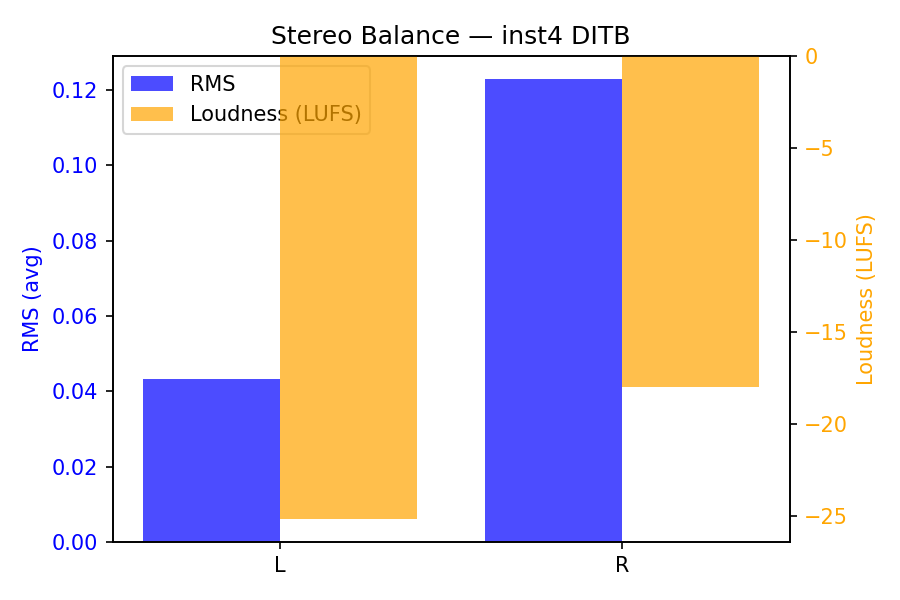 Stereo Balance — inst4 DITB
RMS
Loudness (LUFS)
0.12
0.10
0.08
0.06
0.04
0.02
0.00
RMS (avg)
0
−5
−10
−15
−20
−25
Loudness (LUFS)
L
R